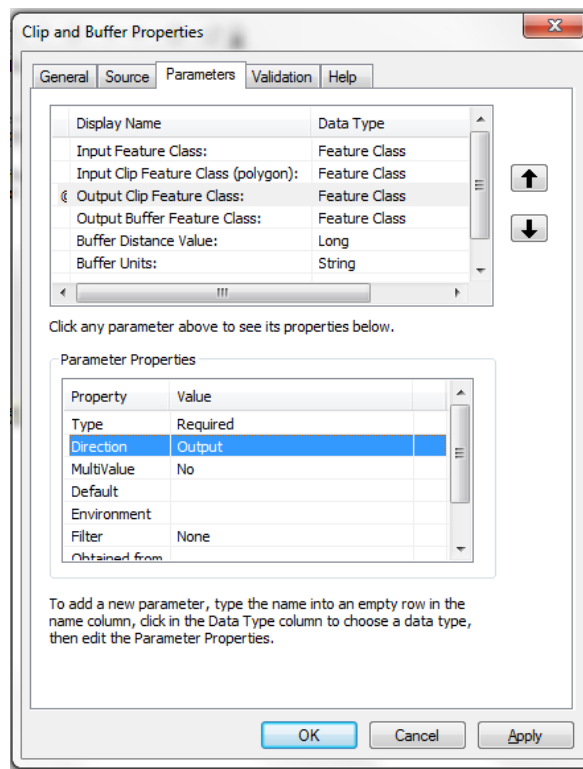 Clip and Buffer Properties
General Source Parameters Validation Help
Display Name Data Type
Input Feature Class: Feature Class
Input Clip Feature Class (polygon): Feature Class
Output Clip Feature Class: Feature Class
Output Buffer Feature Class: Feature Class
Buffer Distance Value: Long
Buffer Units: String
Click any parameter above to see its properties below.
Parameter Properties
Property Value
Type Required
Direction Output
MultiValue No
Default
Environment
Filter None
Obtained from
To add a new parameter, type the name into an empty row in the
name column, click in the Data Type column to choose a data type,
then edit the Parameter Properties.
OK Cancel Apply